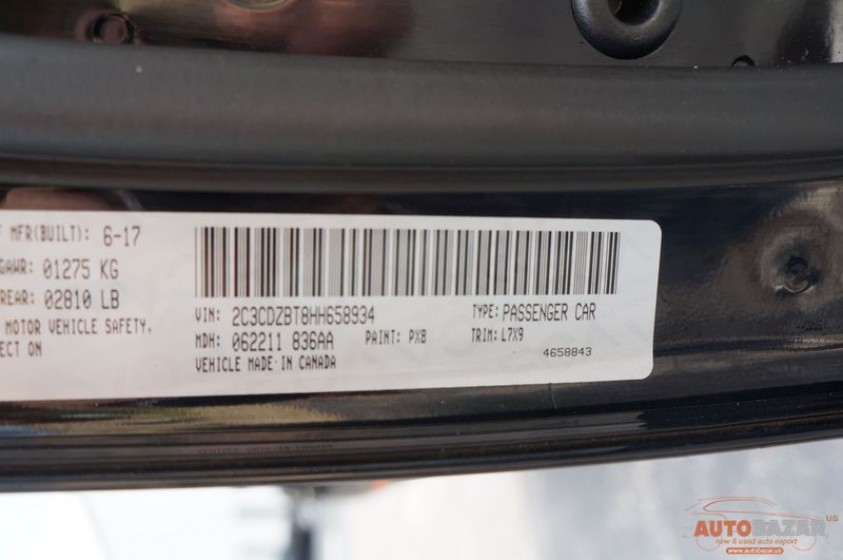 MFR(BUILT): 6-17
GAWR: 01275 KG
REAR: 02810 LB
MOTOR VEHICLE SAFETY.
ECT ON
VIN: 2C3CDZBT8HH658934 TYPE: PASSENGER CAR
MDH: 062211 836AA PAINT: PX8 TRIM: L7X9
VEHICLE MADE IN CANADA 4658843
AUTOBAZAR.US
new & used auto export
www.autobazar.us